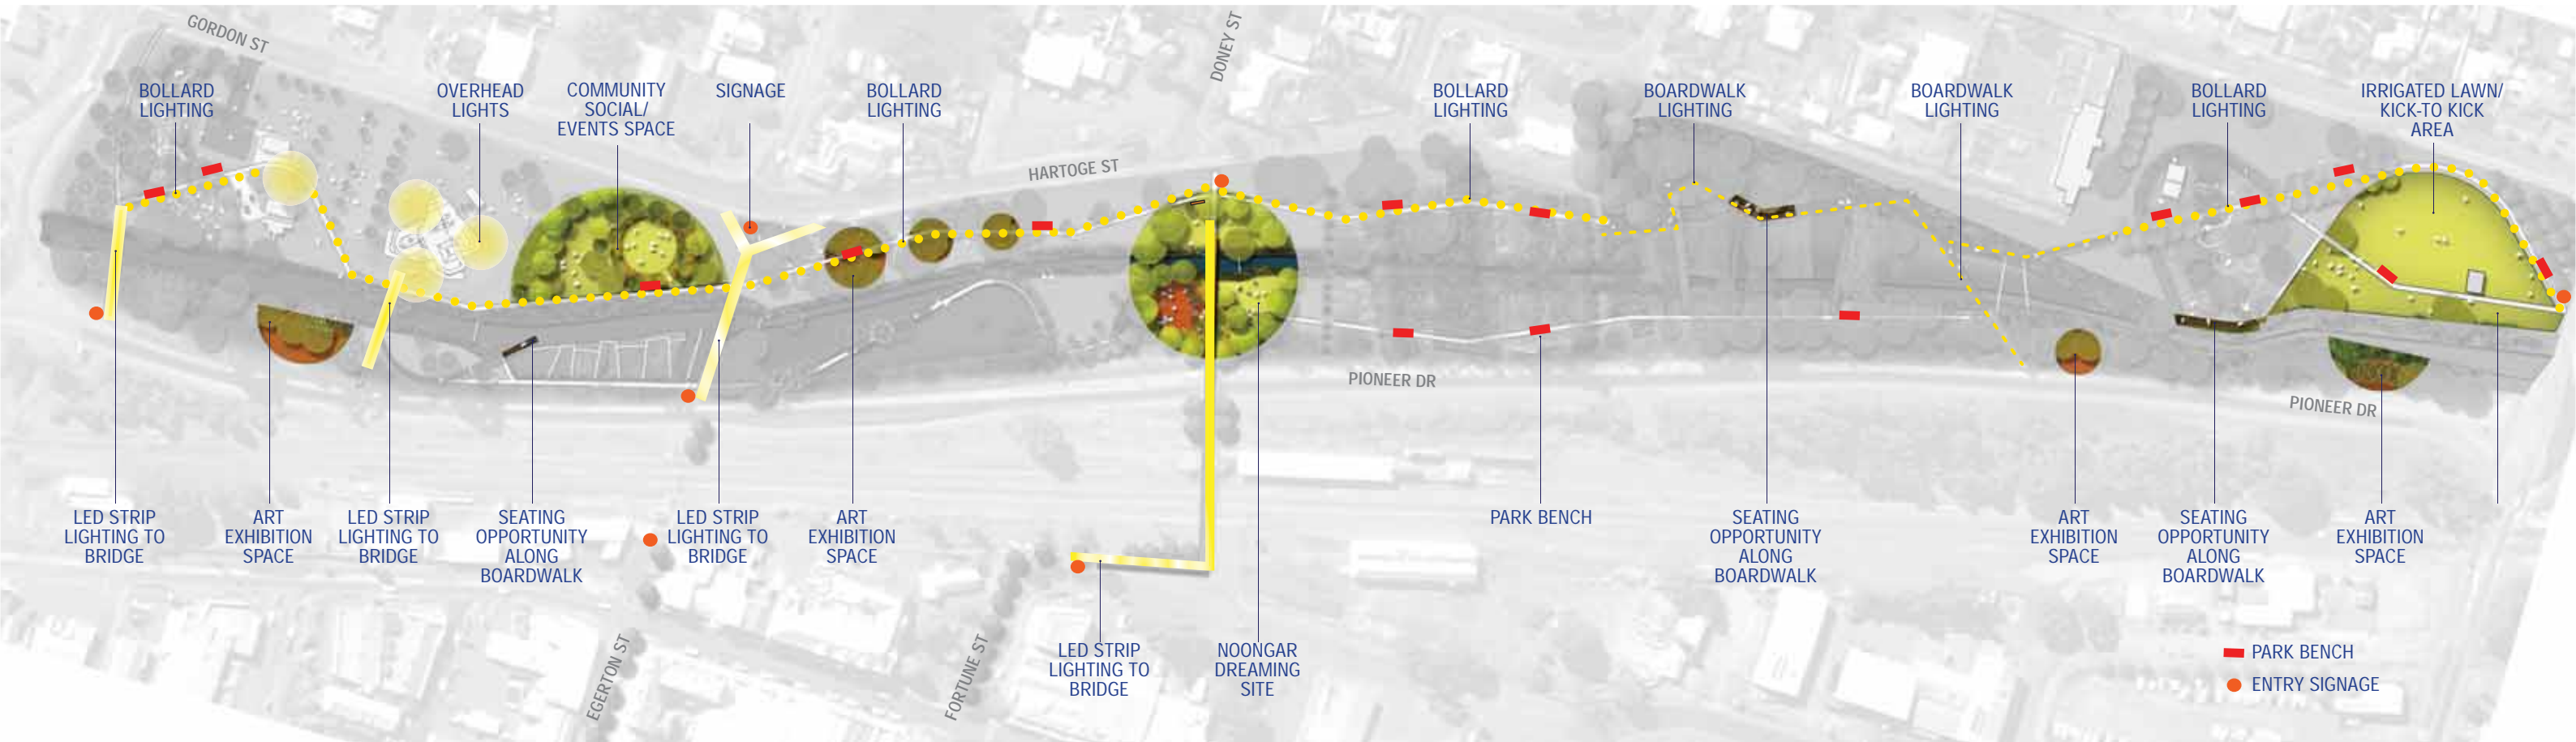 GORDON ST
DONEY ST
BOLLARD
LIGHTING
OVERHEAD
LIGHTS
COMMUNITY
SOCIAL/
EVENTS SPACE
SIGNAGE
BOLLARD
LIGHTING
BOLLARD
LIGHTING
BOARDWALK
LIGHTING
BOARDWALK
LIGHTING
BOLLARD
LIGHTING
IRRIGATED LAWN/
KICK-TO KICK
AREA
HARTOGE ST
PIONEER DR
PIONEER DR
LED STRIP
LIGHTING TO
BRIDGE
ART
EXHIBITION
SPACE
LED STRIP
LIGHTING TO
BRIDGE
SEATING
OPPORTUNITY
ALONG
BOARDWALK
LED STRIP
LIGHTING TO
BRIDGE
ART
EXHIBITION
SPACE
PARK BENCH
SEATING
OPPORTUNITY
ALONG
BOARDWALK
ART
EXHIBITION
SPACE
SEATING
OPPORTUNITY
ALONG
BOARDWALK
ART
EXHIBITION
SPACE
EGERTON ST
FORTUNE ST
LED STRIP
LIGHTING TO
BRIDGE
NOONGAR
DREAMING
SITE
PARK BENCH
ENTRY SIGNAGE